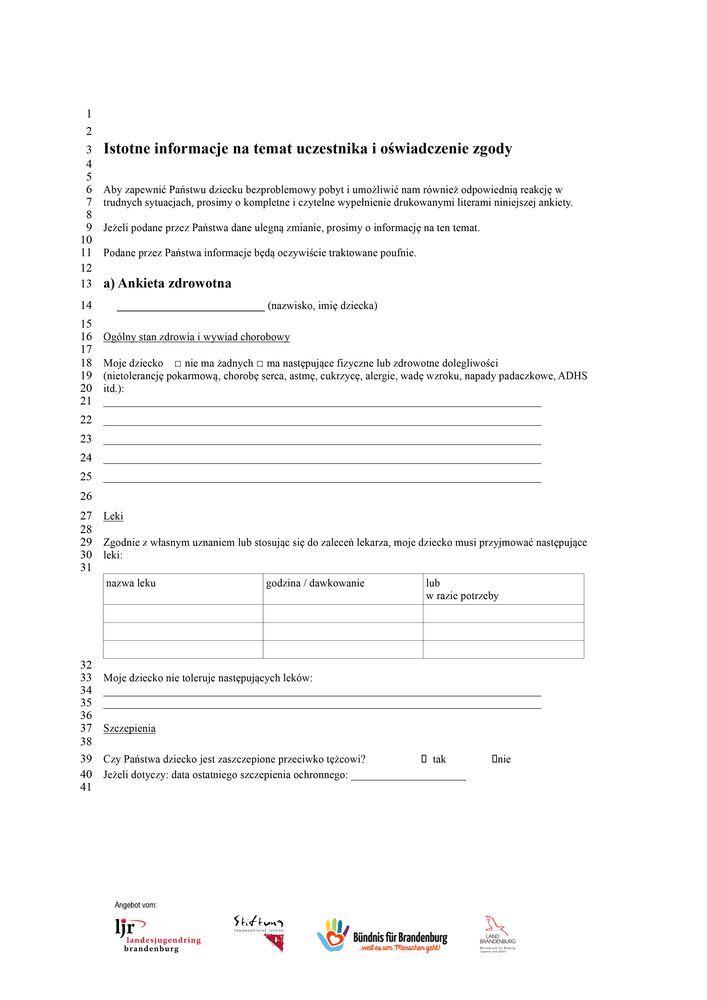 1
2
3 Istotne informacje na temat uczestnika i oświadczenie zgody
4
5
6 Aby zapewnić Państwu dziecku bezproblemowy pobyt i umożliwić nam również odpowiednią reakcję w
7 trudnych sytuacjach, prosimy o kompletne i czytelne wypełnienie drukowanymi literami niniejszej ankiety.
8
9 Jeżeli podane przez Państwa dane ulegną zmianie, prosimy o informację na ten temat.
10
11 Podane przez Państwa informacje będą oczywiście traktowane poufnie.
12
13 a) Ankieta zdrowotna
14 __________________________ (nazwisko, imię dziecka)
15
16 Ogólny stan zdrowia i wywiad chorobowy
17
18 Moje dziecko □ nie ma żadnych □ ma następujące fizyczne lub zdrowotne dolegliwości
19 (nietolerancję pokarmową, chorobę serca, astmę, cukrzycę, alergie, wadę wzroku, napady padaczkowe, ADHS
20 itd.):
21
22
23
24
25
26
27 Leki
28
29 Zgodnie z własnym uznaniem lub stosując się do zaleceń lekarza, moje dziecko musi przyjmować następujące
30 leki:
31
nazwa leku godzina / dawkowanie lub
w razie potrzeby
32
33 Moje dziecko nie toleruje następujących leków:
34
35
36
37 Szczepienia
38
39 Czy Państwa dziecko jest zaszczepione przeciwko tężcowi? ▯ tak ▯nie
40 Jeżeli dotyczy: data ostatniego szczepienia ochronnego: ____________________
41
Angebot vom:
ljr
landesjugendring
brandenburg
Stiftung
DEMOKRATISCHE JUGEND
Bündnis für Brandenburg
...weil es um Menschen geht!
LAND
BRANDENBURG
Ministerium für Bildung,
Jugend und Sport